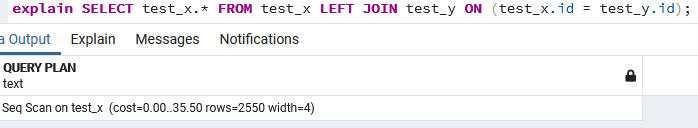 explain SELECT test_x.* FROM test_x LEFT JOIN test_y ON (test_x.id = test_y.id);
a Output Explain Messages Notifications
QUERY PLAN
text
Seq Scan on test_x (cost=0.00..35.50 rows=2550 width=4)